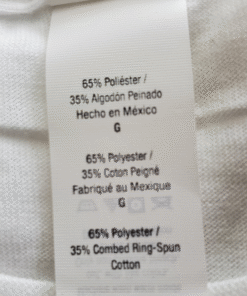 65% Poliéster /
35% Algodón Peinado
Hecho en México
G
65% Polyester /
35% Coton Peigné
Fabriqué au Mexique
G
65% Polyester /
35% Combed Ring-Spun
Cotton